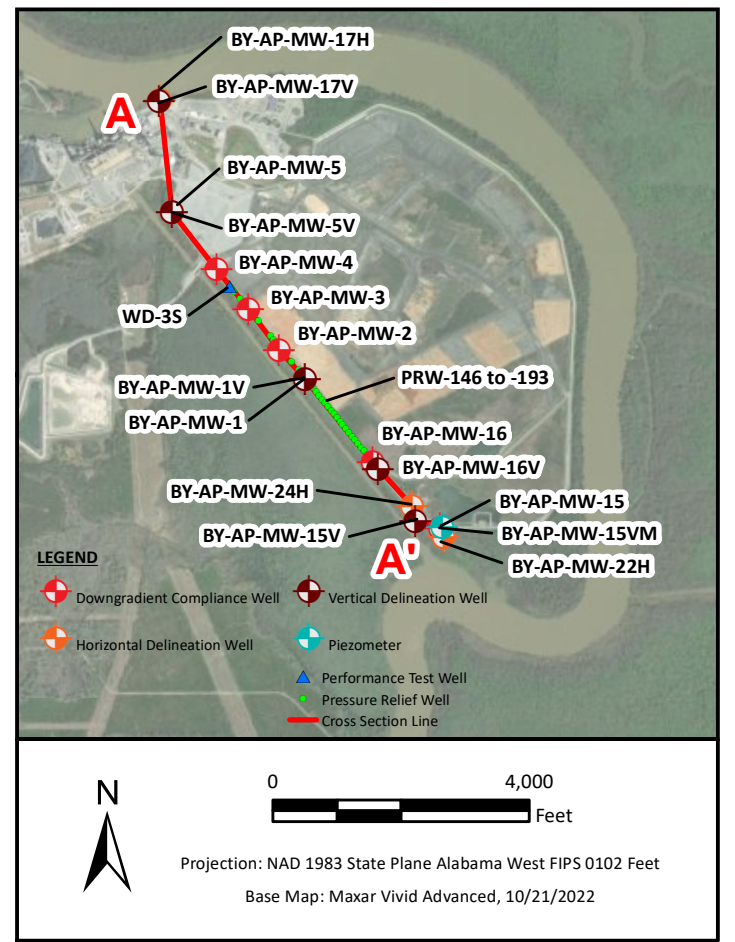 BY-AP-MW-17H
BY-AP-MW-17V
A
BY-AP-MW-5
BY-AP-MW-5V
BY-AP-MW-4
BY-AP-MW-3
WD-3S
BY-AP-MW-2
PRW-146 to -193
BY-AP-MW-1V
BY-AP-MW-1
BY-AP-MW-16
BY-AP-MW-16V
BY-AP-MW-24H
BY-AP-MW-15
BY-AP-MW-15V
BY-AP-MW-15VM
A'
BY-AP-MW-22H
LEGEND
Downgradient Compliance Well
Vertical Delineation Well
Horizontal Delineation Well
Piezometer
Performance Test Well
Pressure Relief Well
Cross Section Line
N
0 4,000
Feet
Projection: NAD 1983 State Plane Alabama West FIPS 0102 Feet
Base Map: Maxar Vivid Advanced, 10/21/2022